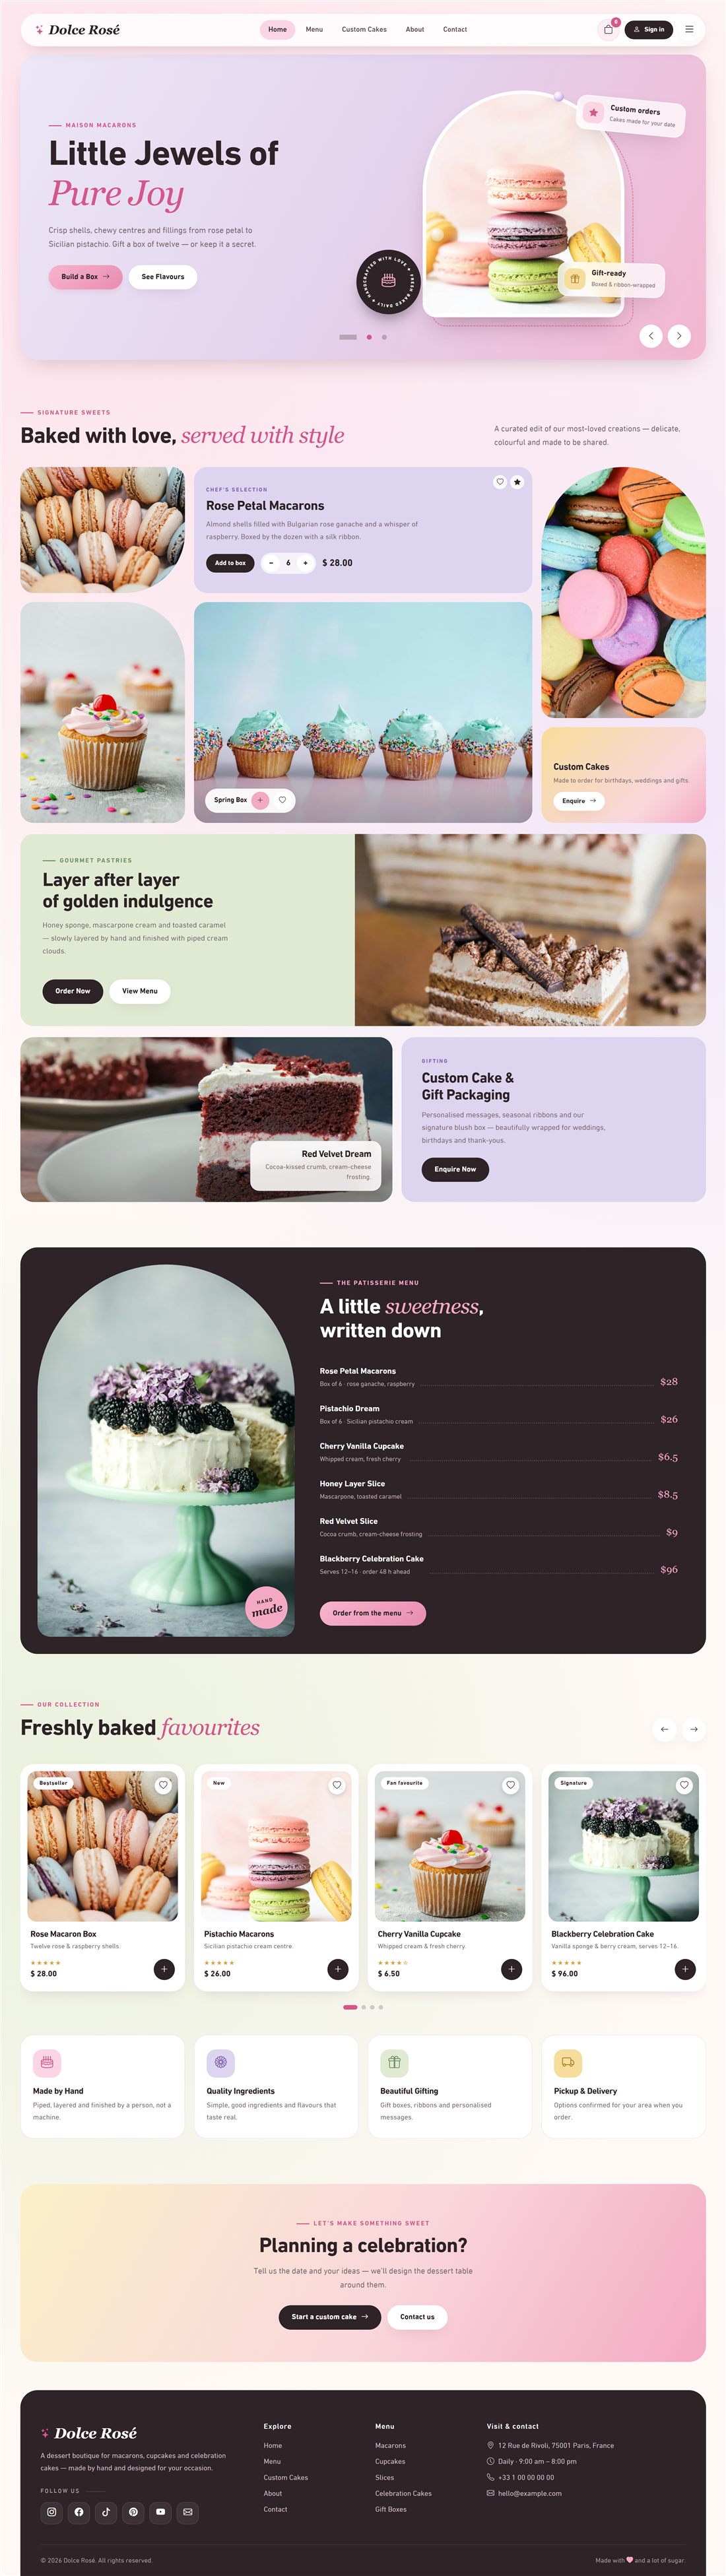 Dolce Rosé
Home
Menu
Custom Cakes
About
Contact
0
Sign in
MAISON MACARONS
Little Jewels of
Pure Joy
Crisp shells, chewy centres and fillings from rose petal to
Sicilian pistachio. Gift a box of twelve — or keep it a secret.
Build a Box
See Flavours
Custom orders
Cakes made for your date
Gift-ready
Boxed & ribbon-wrapped
SIGNATURE SWEETS
Baked with love, served with style
A curated edit of our most-loved creations — delicate,
colourful and made to be shared.
CHEF'S SELECTION
Rose Petal Macarons
Almond shells filled with Bulgarian rose ganache and a whisper of
raspberry. Boxed by the dozen with a silk ribbon.
Add to box
− 6 +
$ 28.00
Spring Box
Custom Cakes
Made to order for birthdays, weddings and gifts.
Enquire
GOURMET PASTRIES
Layer after layer
of golden indulgence
Honey sponge, mascarpone cream and toasted caramel
— slowly layered by hand and finished with piped cream
clouds.
Order Now
View Menu
Red Velvet Dream
Cocoa-kissed crumb, cream-cheese
frosting.
GIFTING
Custom Cake &
Gift Packaging
Personalised messages, seasonal ribbons and our
signature blush box — beautifully wrapped for weddings,
birthdays and thank-yous.
Enquire Now
HAND
made
THE PATISSERIE MENU
A little sweetness,
written down
Rose Petal Macarons
Box of 6 · rose ganache, raspberry
$28
Pistachio Dream
Box of 6 · Sicilian pistachio cream
$26
Cherry Vanilla Cupcake
Whipped cream, fresh cherry
$6.5
Honey Layer Slice
Mascarpone, toasted caramel
$8.5
Red Velvet Slice
Cocoa crumb, cream-cheese frosting
$9
Blackberry Celebration Cake
Serves 12–16 · order 48 h ahead
$96
Order from the menu
OUR COLLECTION
Freshly baked favourites
Bestseller
Rose Macaron Box
Twelve rose & raspberry shells.
$ 28.00
New
Pistachio Macarons
Sicilian pistachio cream centre.
$ 26.00
Fan favourite
Cherry Vanilla Cupcake
Whipped cream & fresh cherry.
$ 6.50
Signature
Blackberry Celebration Cake
Vanilla sponge & berry cream, serves 12–16.
$ 96.00
Made by Hand
Piped, layered and finished by a person, not a
machine.
Quality Ingredients
Simple, good ingredients and flavours that
taste real.
Beautiful Gifting
Gift boxes, ribbons and personalised
messages.
Pickup & Delivery
Options confirmed for your area when you
order.
LET'S MAKE SOMETHING SWEET
Planning a celebration?
Tell us the date and your ideas — we'll design the dessert table
around them.
Start a custom cake
Contact us
Dolce Rosé
A dessert boutique for macarons, cupcakes and celebration
cakes — made by hand and designed for your occasion.
FOLLOW US
Explore
Home
Menu
Custom Cakes
About
Contact
Menu
Macarons
Cupcakes
Slices
Celebration Cakes
Gift Boxes
Visit & contact
12 Rue de Rivoli, 75001 Paris, France
Daily · 9:00 am – 8:00 pm
+33 1 00 00 00 00
hello@example.com
© 2026 Dolce Rosé. All rights reserved.
Made with ❤ and a lot of sugar.